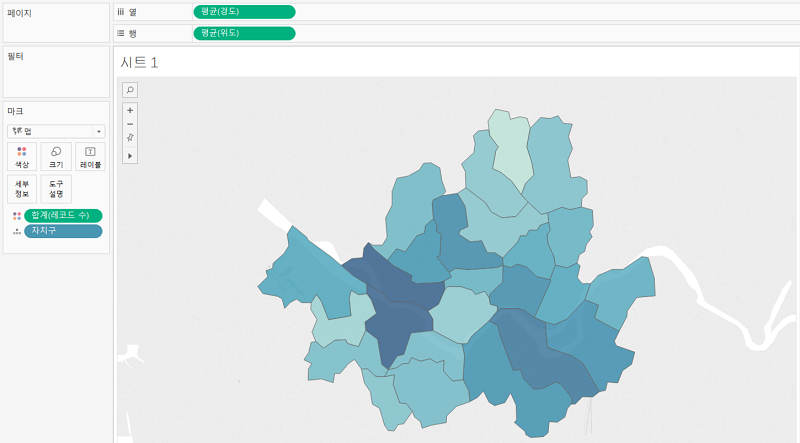 페이지
iii 열
평균(경도)
행
평균(위도)
필터
시트 1
마크
맵
색상
크기
레이블
세부
정보
도구
설명
합계(레코드 수)
자치구